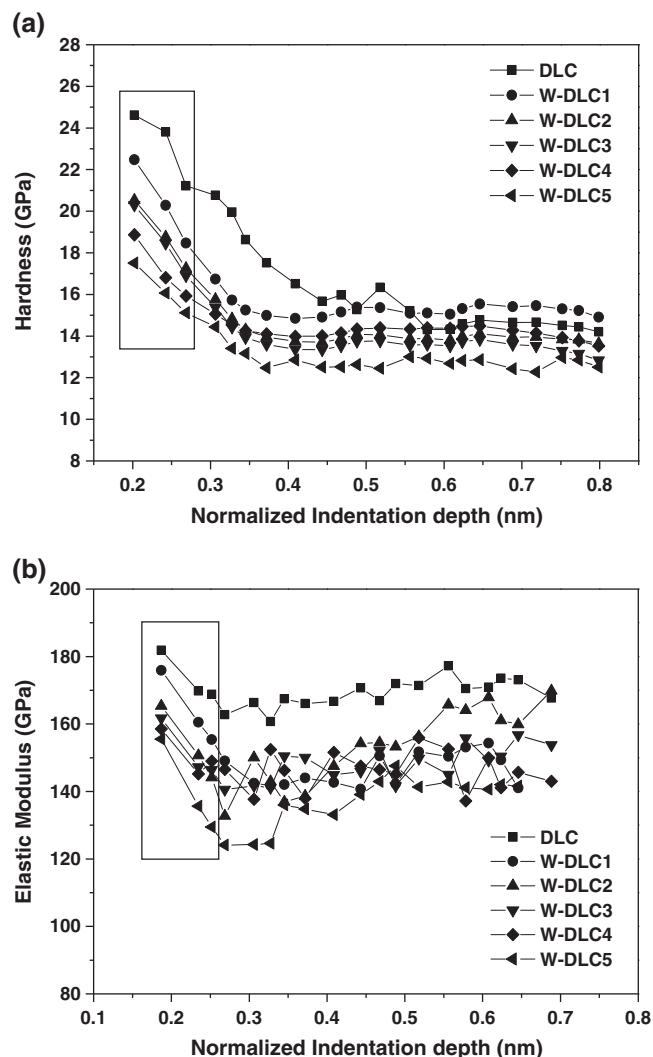 (a)
28
26
24
22
20
18
16
14
12
10
8
Hardness (GPa)
DLC
W-DLC1
W-DLC2
W-DLC3
W-DLC4
W-DLC5
0.2 0.3 0.4 0.5 0.6 0.7 0.8
Normalized Indentation depth (nm)
(b)
200
180
160
140
120
100
80
Elastic Modulus (GPa)
DLC
W-DLC1
W-DLC2
W-DLC3
W-DLC4
W-DLC5
0.1 0.2 0.3 0.4 0.5 0.6 0.7 0.8
Normalized Indentation depth (nm)